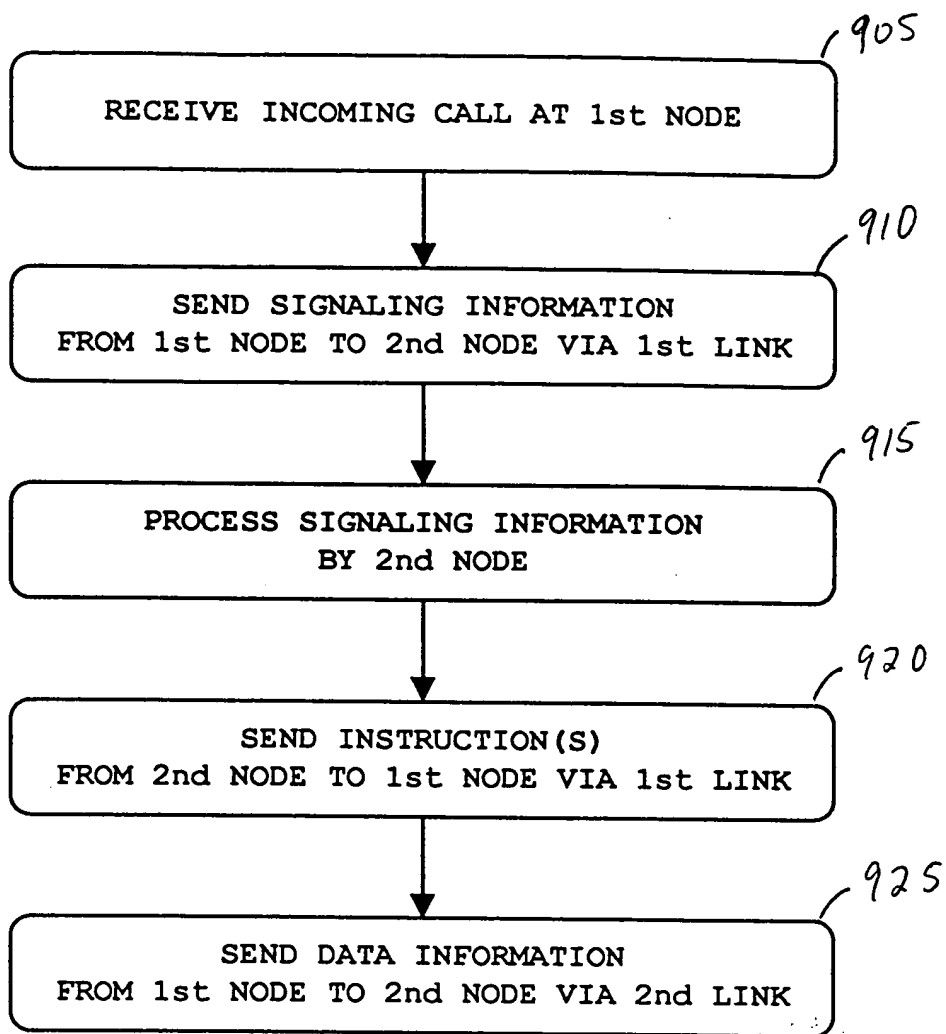 905
RECEIVE INCOMING CALL AT 1st NODE
910
SEND SIGNALING INFORMATION
FROM 1st NODE TO 2nd NODE VIA 1st LINK
915
PROCESS SIGNALING INFORMATION
BY 2nd NODE
920
SEND INSTRUCTION(S)
FROM 2nd NODE TO 1st NODE VIA 1st LINK
925
SEND DATA INFORMATION
FROM 1st NODE TO 2nd NODE VIA 2nd LINK